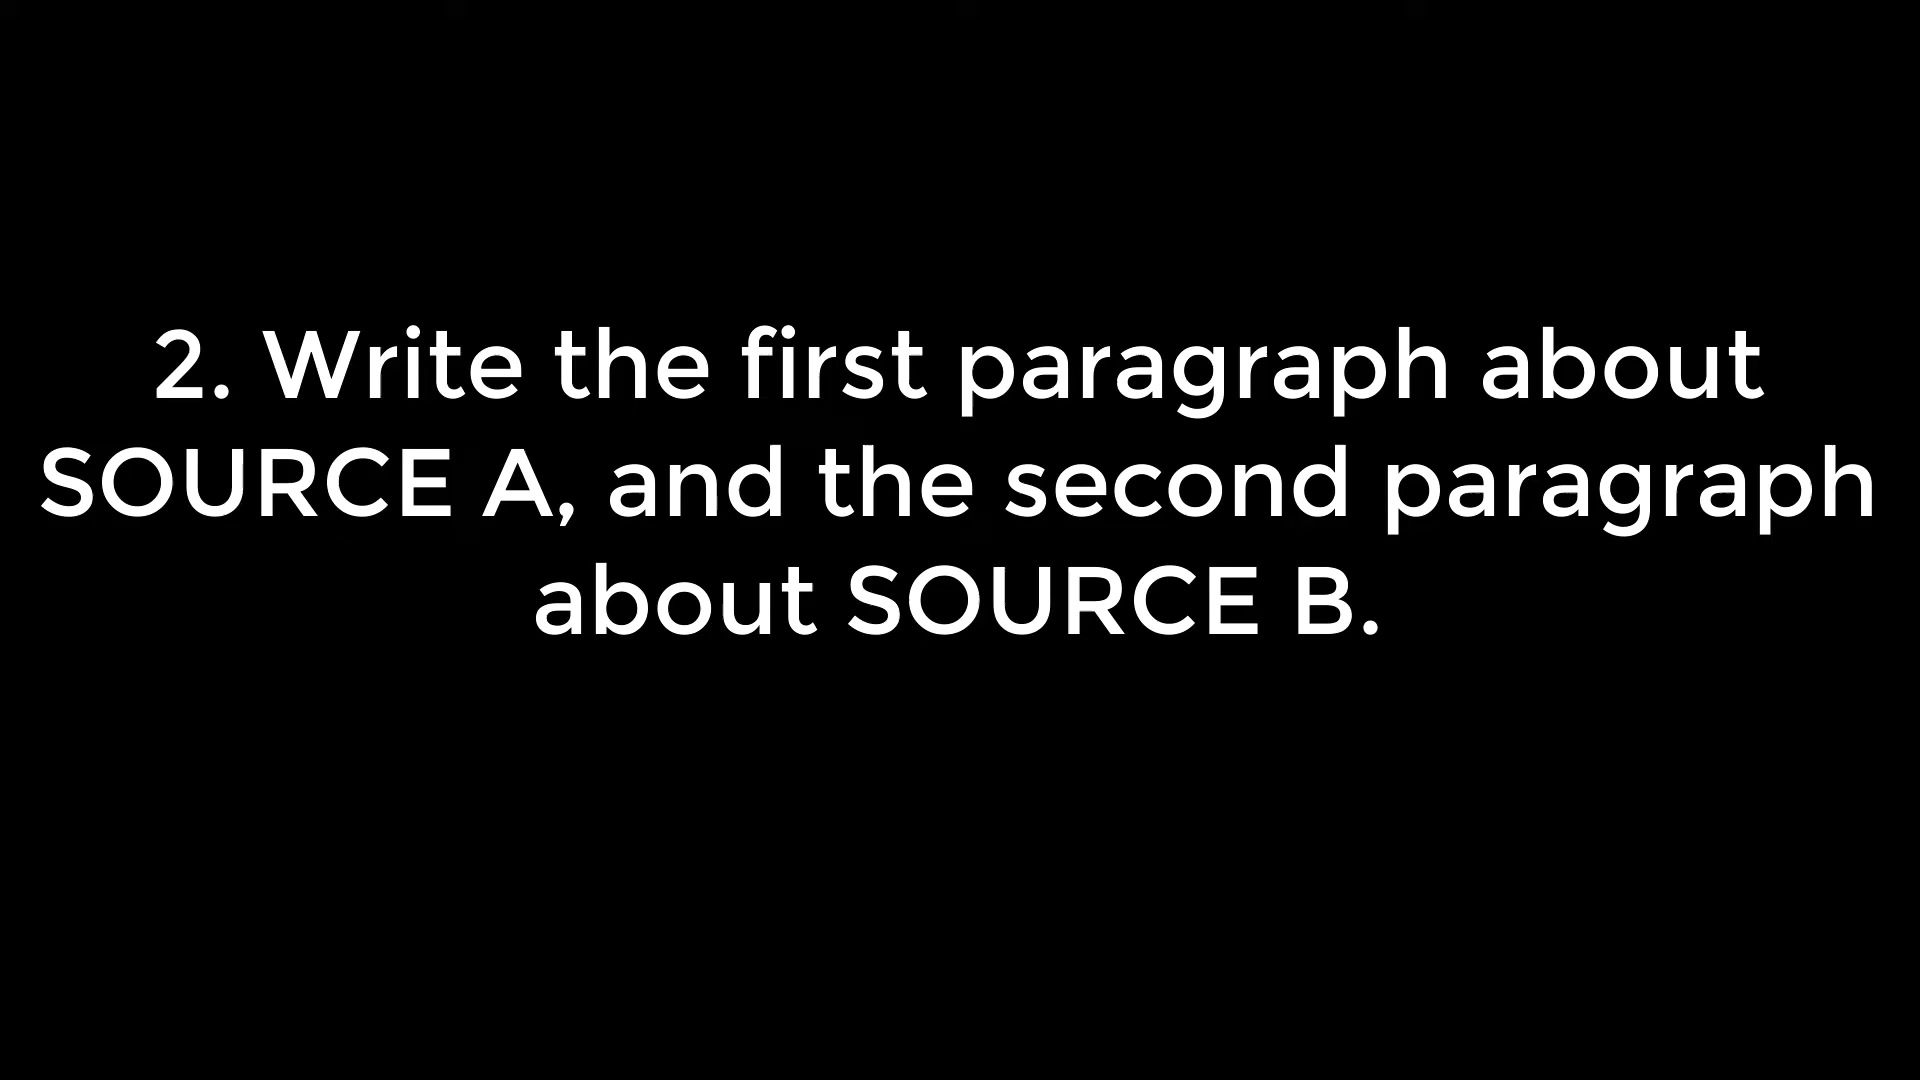 2. Write the first paragraph about
SOURCE A, and the second paragraph
about SOURCE B.